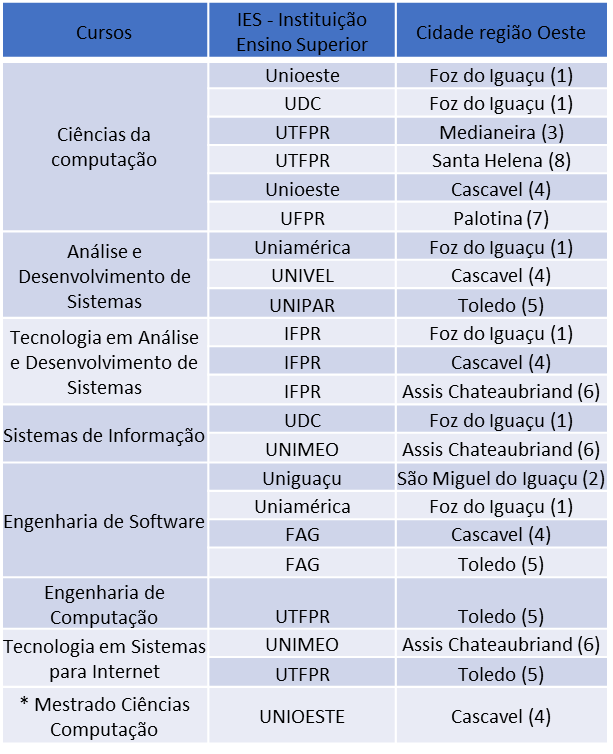 Cursos
IES - Instituição
Ensino Superior
Cidade região Oeste
Ciências da
computação
Unioeste
Foz do Iguaçu (1)
UDC
Foz do Iguaçu (1)
UTFPR
Medianeira (3)
UTFPR
Santa Helena (8)
Unioeste
Cascavel (4)
UFPR
Palotina (7)
Análise e
Desenvolvimento de
Sistemas
Uniamérica
Foz do Iguaçu (1)
UNIVEL
Cascavel (4)
UNIPAR
Toledo (5)
Tecnologia em Análise
e Desenvolvimento de
Sistemas
IFPR
Foz do Iguaçu (1)
IFPR
Cascavel (4)
IFPR
Assis Chateaubriand (6)
Sistemas de Informação
UDC
Foz do Iguaçu (1)
UNIMEO
Assis Chateaubriand (6)
Engenharia de Software
Uniguaçu
São Miguel do Iguaçu (2)
Uniamérica
Foz do Iguaçu (1)
FAG
Cascavel (4)
FAG
Toledo (5)
Engenharia de
Computação
UTFPR
Toledo (5)
Tecnologia em Sistemas
para Internet
UNIMEO
Assis Chateaubriand (6)
UTFPR
Toledo (5)
* Mestrado Ciências
Computação
UNIOESTE
Cascavel (4)